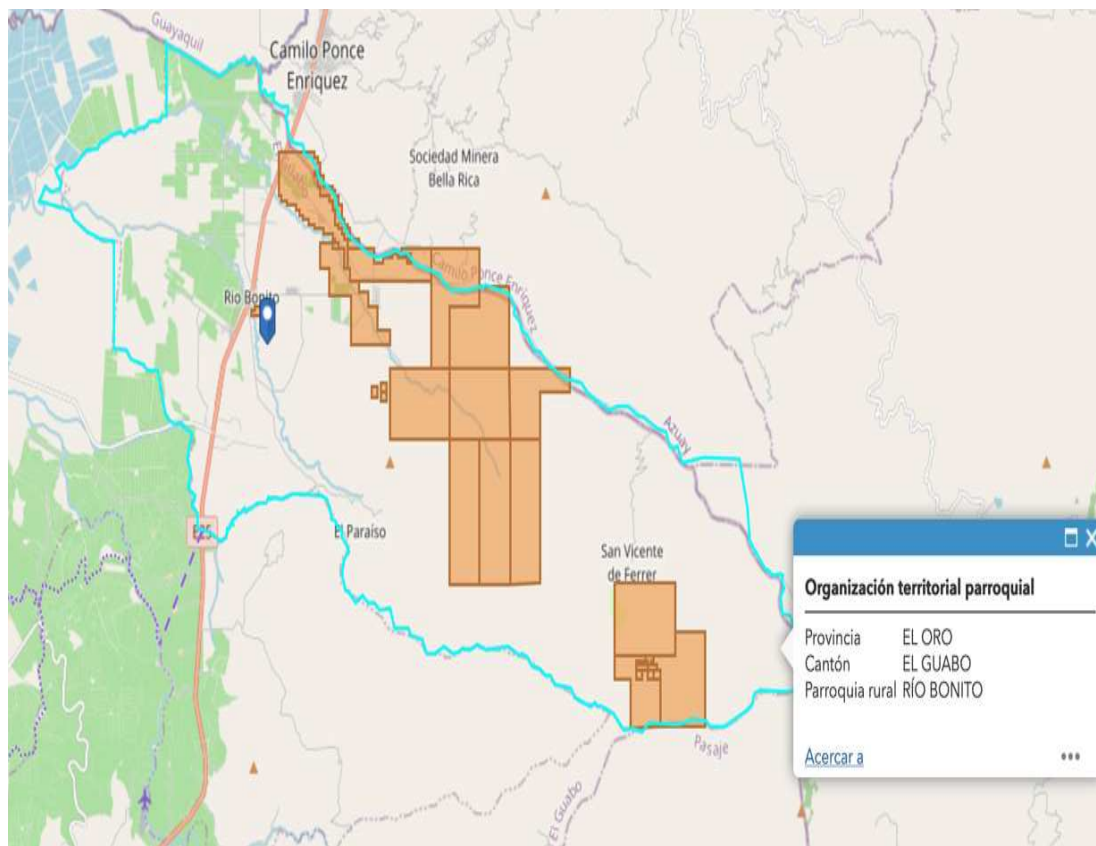 Guayaquil
Camilo Ponce
Enriquez
Sociedad Minera
Bella Rica
El Guabo
Camilo Ponce Enriquez
Rio Bonito
Azuay
E25
El Paraíso
San Vicente
de Ferrer
Pasaje
El Guabo
Organización territorial parroquial
Provincia EL ORO
Cantón EL GUABO
Parroquia rural RÍO BONITO
Acercar a